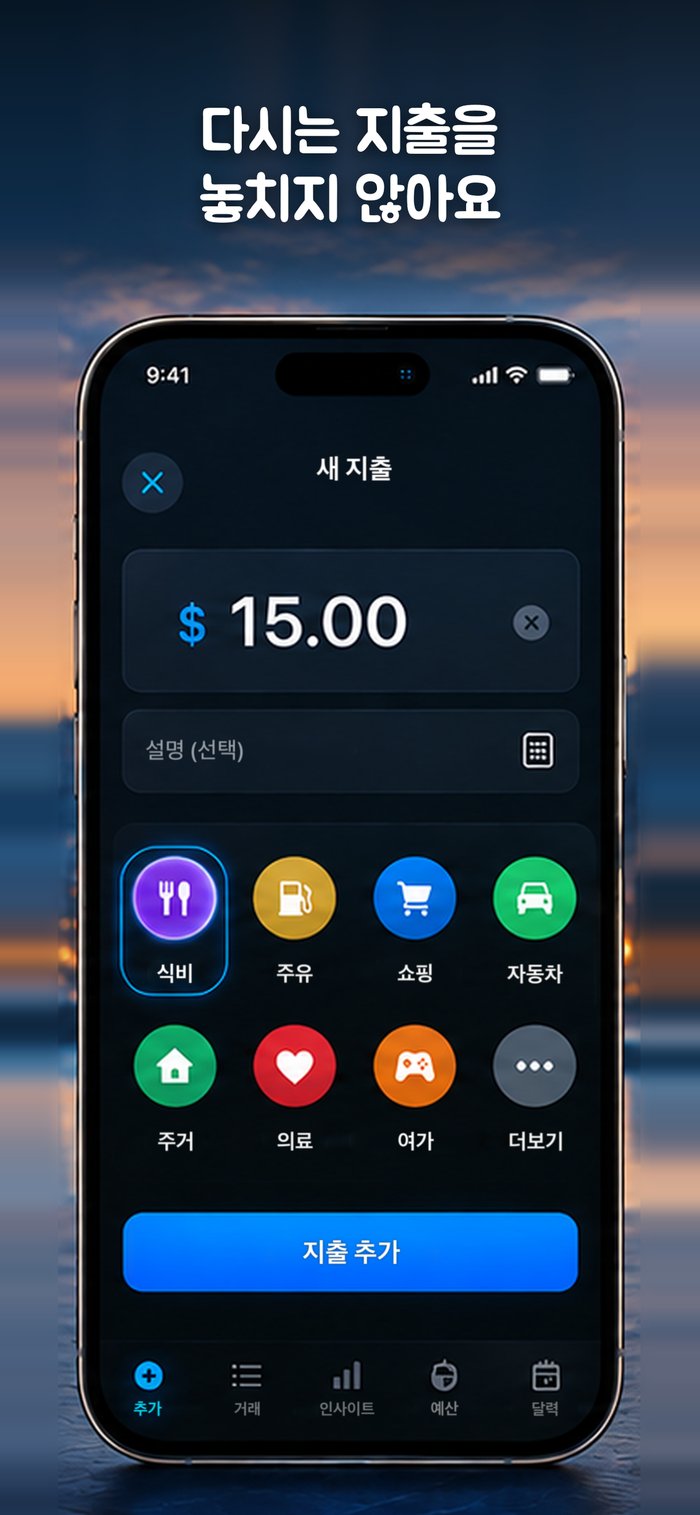 다시는 지출을
놓치지 않아요
9:41
새 지출
$ 15.00
설명 (선택)
식비 주유 쇼핑 자동차
주거 의료 여가 더보기
지출 추가
추가 거래 인사이트 예산 달력